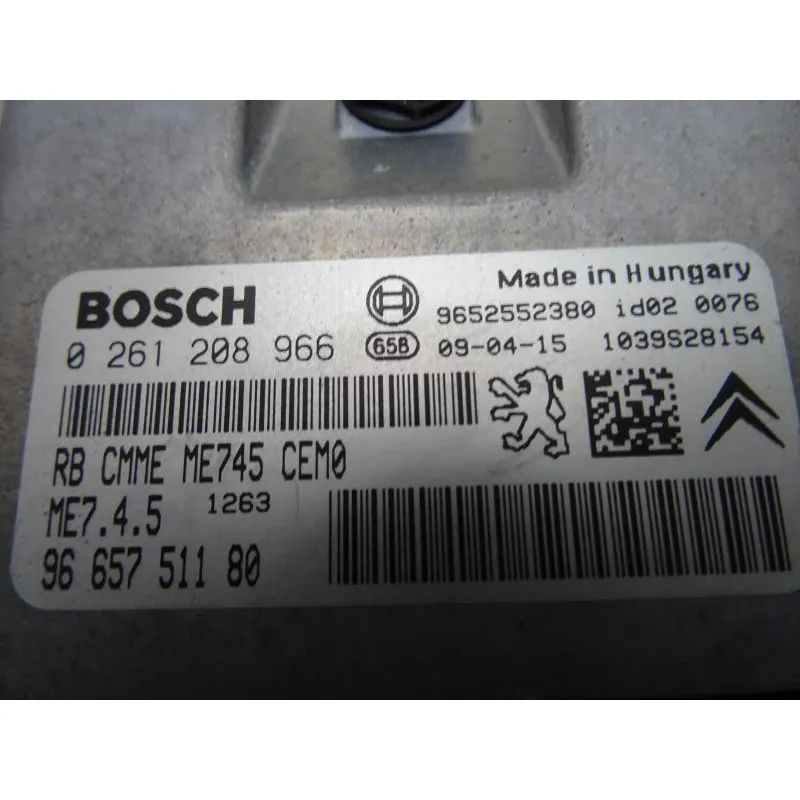 Made in Hungary
BOSCH
9652552380 id02 0076
0 261 208 966 65B 09-04-15 1039S28154
RB CMME ME745 CEM0
ME7.4.5 1263
96 657 511 80